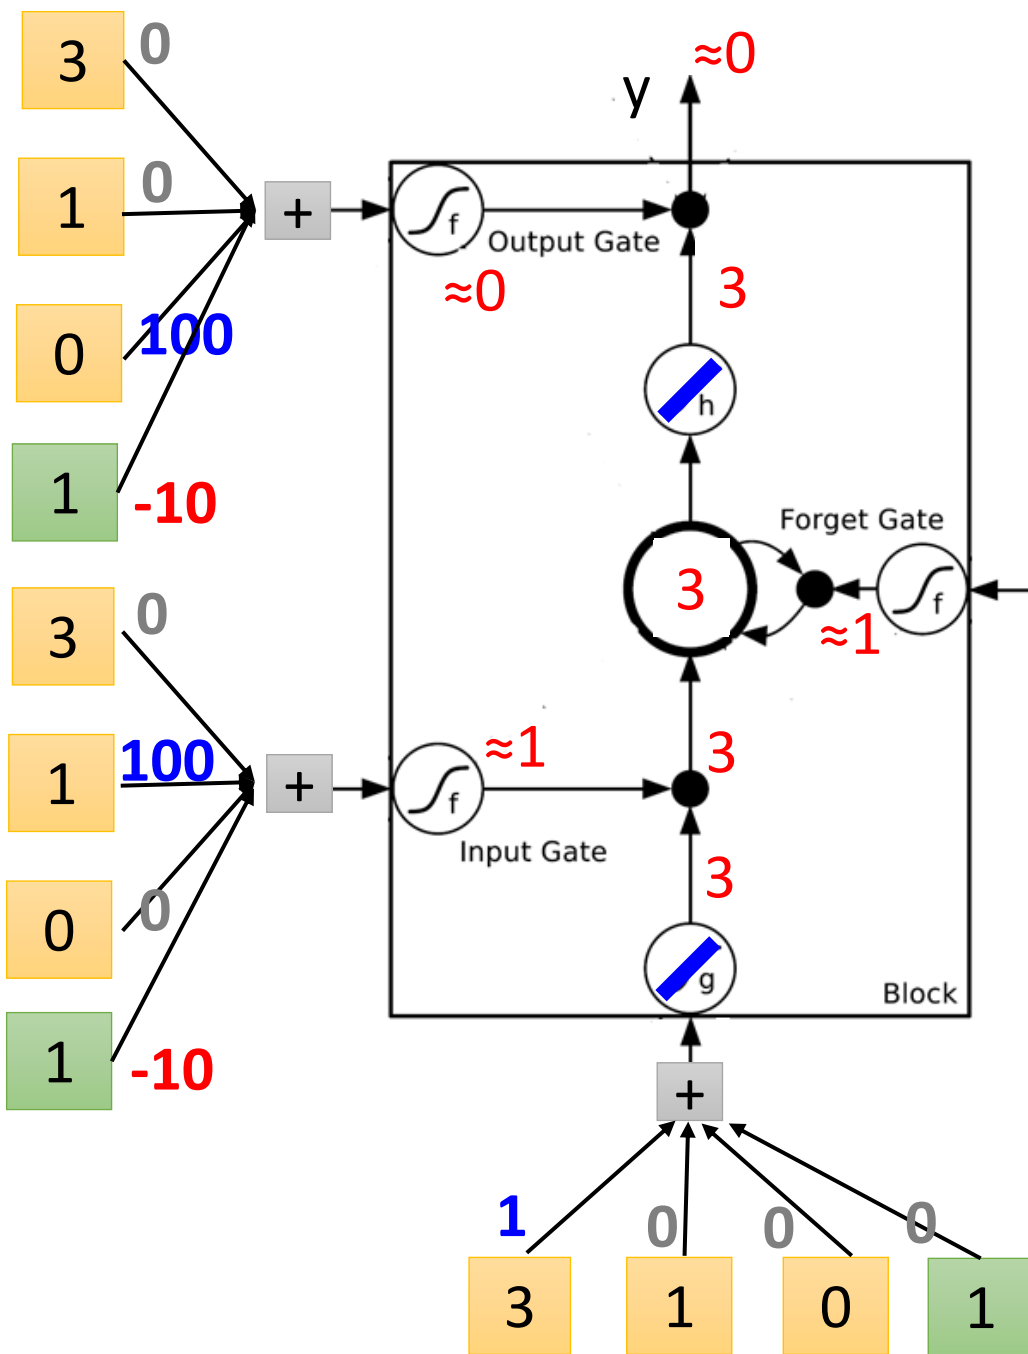 3 0
≈0
y
1 0
+
f
Output Gate
≈0
3
0 100
h
1 -10
Forget Gate
3
f
≈1
3 0
≈1
3
1 100
+
f
Input Gate
3
0 0
g
Block
1 -10
+
1 0 0 0
3 1 0 1